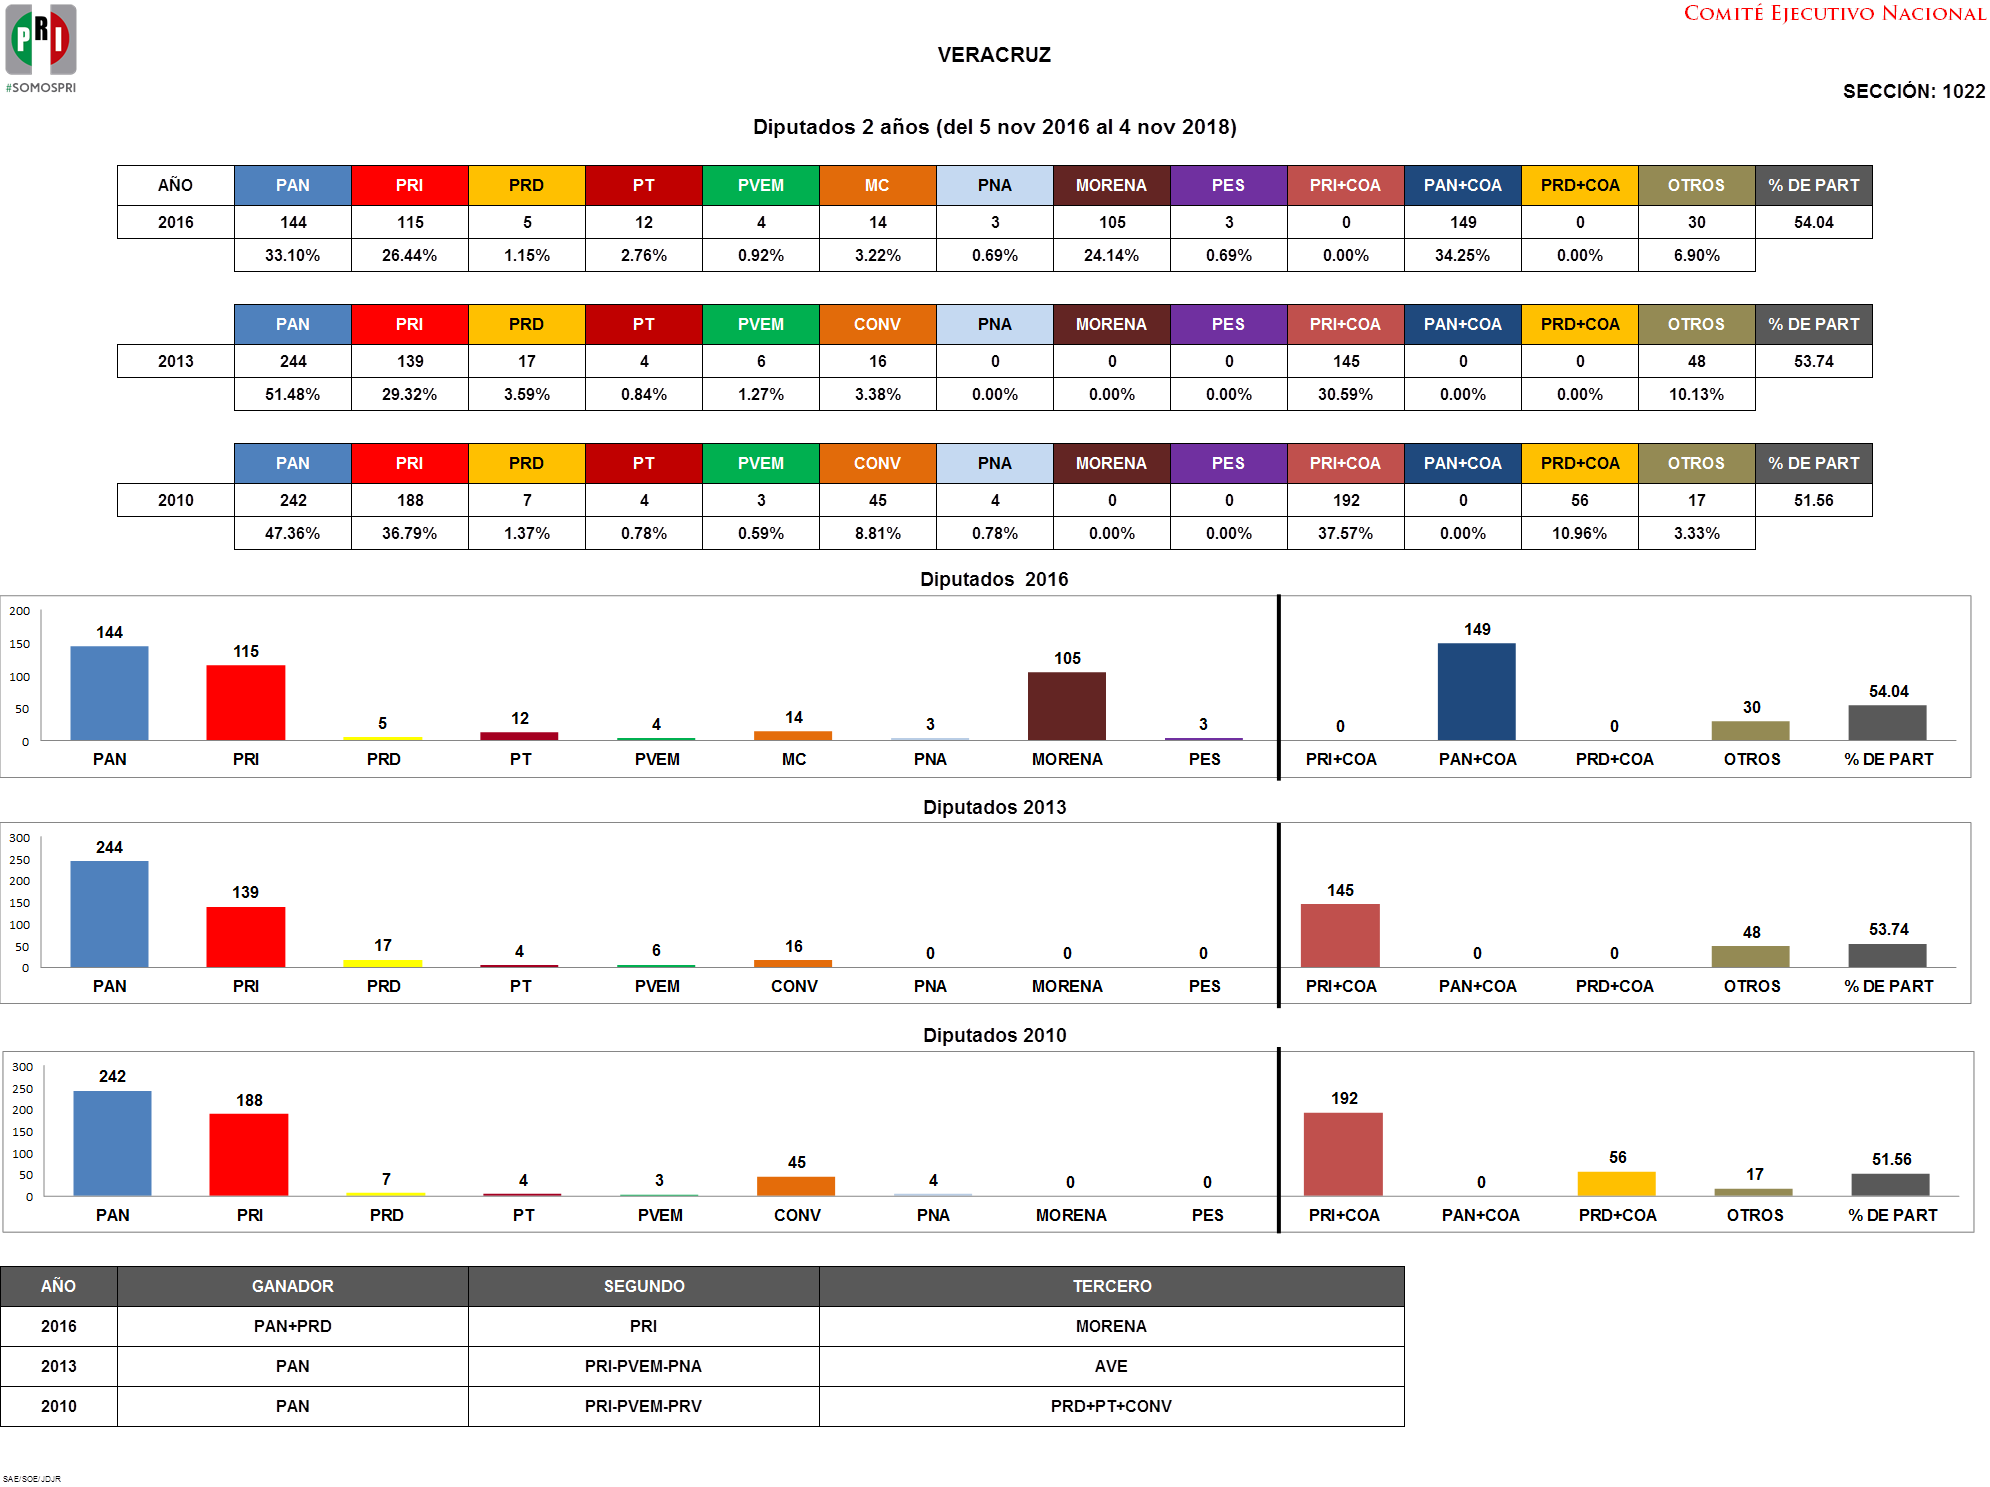 PRI
#SOMOSPRI
COMITÉ EJECUTIVO NACIONAL
VERACRUZ
SECCIÓN: 1022
Diputados 2 años (del 5 nov 2016 al 4 nov 2018)
AÑO PAN PRI PRD PT PVEM MC PNA MORENA PES PRI+COA PAN+COA PRD+COA OTROS % DE PART
2016 144 115 5 12 4 14 3 105 3 0 149 0 30 54.04
33.10% 26.44% 1.15% 2.76% 0.92% 3.22% 0.69% 24.14% 0.69% 0.00% 34.25% 0.00% 6.90%
PAN PRI PRD PT PVEM CONV PNA MORENA PES PRI+COA PAN+COA PRD+COA OTROS % DE PART
2013 244 139 17 4 6 16 0 0 0 145 0 0 48 53.74
51.48% 29.32% 3.59% 0.84% 1.27% 3.38% 0.00% 0.00% 0.00% 30.59% 0.00% 0.00% 10.13%
PAN PRI PRD PT PVEM CONV PNA MORENA PES PRI+COA PAN+COA PRD+COA OTROS % DE PART
2010 242 188 7 4 3 45 4 0 0 192 0 56 17 51.56
47.36% 36.79% 1.37% 0.78% 0.59% 8.81% 0.78% 0.00% 0.00% 37.57% 0.00% 10.96% 3.33%
Diputados 2016
200
150
100
50
0
144 115 5 12 4 14 3 105 3 0 149 0 30 54.04
PAN PRI PRD PT PVEM MC PNA MORENA PES PRI+COA PAN+COA PRD+COA OTROS % DE PART
Diputados 2013
300
250
200
150
100
50
0
244 139 17 4 6 16 0 0 0 145 0 0 48 53.74
PAN PRI PRD PT PVEM CONV PNA MORENA PES PRI+COA PAN+COA PRD+COA OTROS % DE PART
Diputados 2010
300
250
200
150
100
50
0
242 188 7 4 3 45 4 0 0 192 0 56 17 51.56
PAN PRI PRD PT PVEM CONV PNA MORENA PES PRI+COA PAN+COA PRD+COA OTROS % DE PART
AÑO GANADOR SEGUNDO TERCERO
2016 PAN+PRD PRI MORENA
2013 PAN PRI-PVEM-PNA AVE
2010 PAN PRI-PVEM-PRV PRD+PT+CONV
SAE/SOE/JDJR